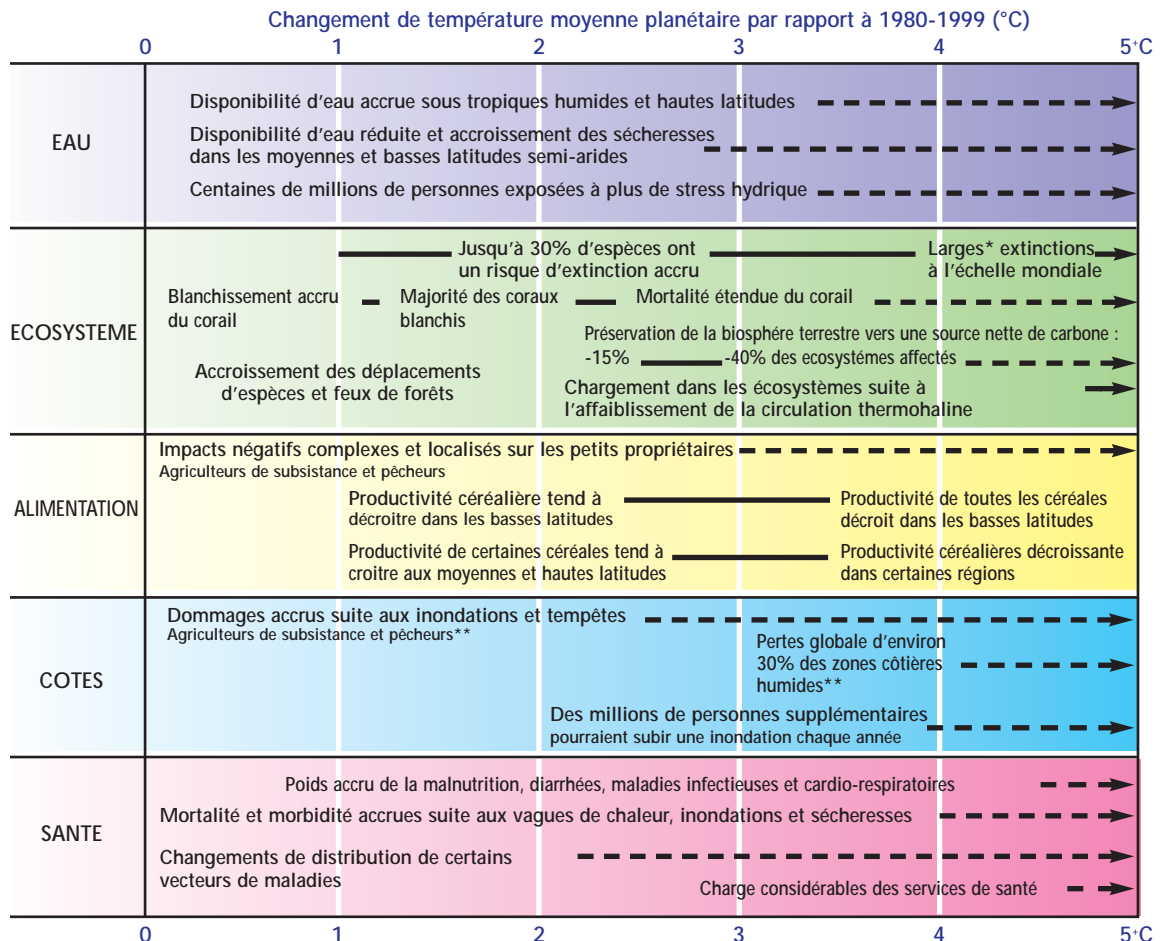 Changement de température moyenne planétaire par rapport à 1980-1999 (°C)
0 1 2 3 4 5+C
EAU
Disponibilité d'eau accrue sous tropiques humides et hautes latitudes
Disponibilité d'eau réduite et accroissement des sécheresses
dans les moyennes et basses latitudes semi-arides
Centaines de millions de personnes exposées à plus de stress hydrique
ECOSYSTEME
Jusqu'à 30% d'espèces ont
un risque d'extinction accru
Larges* extinctions
à l'échelle mondiale
Blanchissement accru
du corail
Majorité des coraux
blanchis
Mortalité étendue du corail
Préservation de la biosphère terrestre vers une source nette de carbone :
-15% -40% des ecosystémes affectés
Accroissement des déplacements
d'espèces et feux de forêts
Chargement dans les écosystèmes suite à
l'affaiblissement de la circulation thermohaline
ALIMENTATION
Impacts négatifs complexes et localisés sur les petits propriétaires
Agriculteurs de subsistance et pêcheurs
Productivité céréalière tend à
décroitre dans les basses latitudes
Productivité de toutes les céréales
décroit dans les basses latitudes
Productivité de certaines céréales tend à
croitre aux moyennes et hautes latitudes
Productivité céréalières décroissante
dans certaines régions
COTES
Dommages accrus suite aux inondations et tempêtes
Agriculteurs de subsistance et pêcheurs**
Pertes globale d'environ
30% des zones côtières
humides**
Des millions de personnes supplémentaires
pourraient subir une inondation chaque année
SANTE
Poids accru de la malnutrition, diarrhées, maladies infectieuses et cardio-respiratoires
Mortalité et morbidité accrues suite aux vagues de chaleur, inondations et sécheresses
Changements de distribution de certains
vecteurs de maladies
Charge considérables des services de santé
0 1 2 3 4 5+C